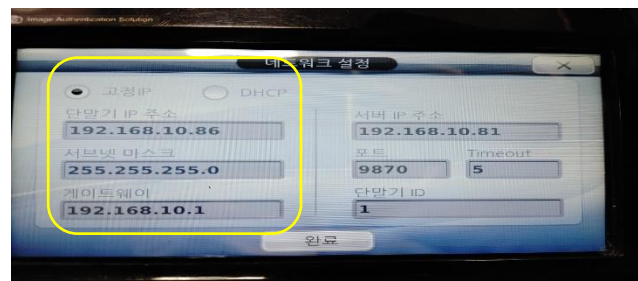 Image Authentication Solution
네트워크 설정
고정IP DHCP
단말기 IP 주소
192.168.10.86
서브넷 마스크
255.255.255.0
게이트웨이
192.168.10.1
서버 IP 주소
192.168.10.81
포트 Timeout
9870 5
단말기 ID
1
완료